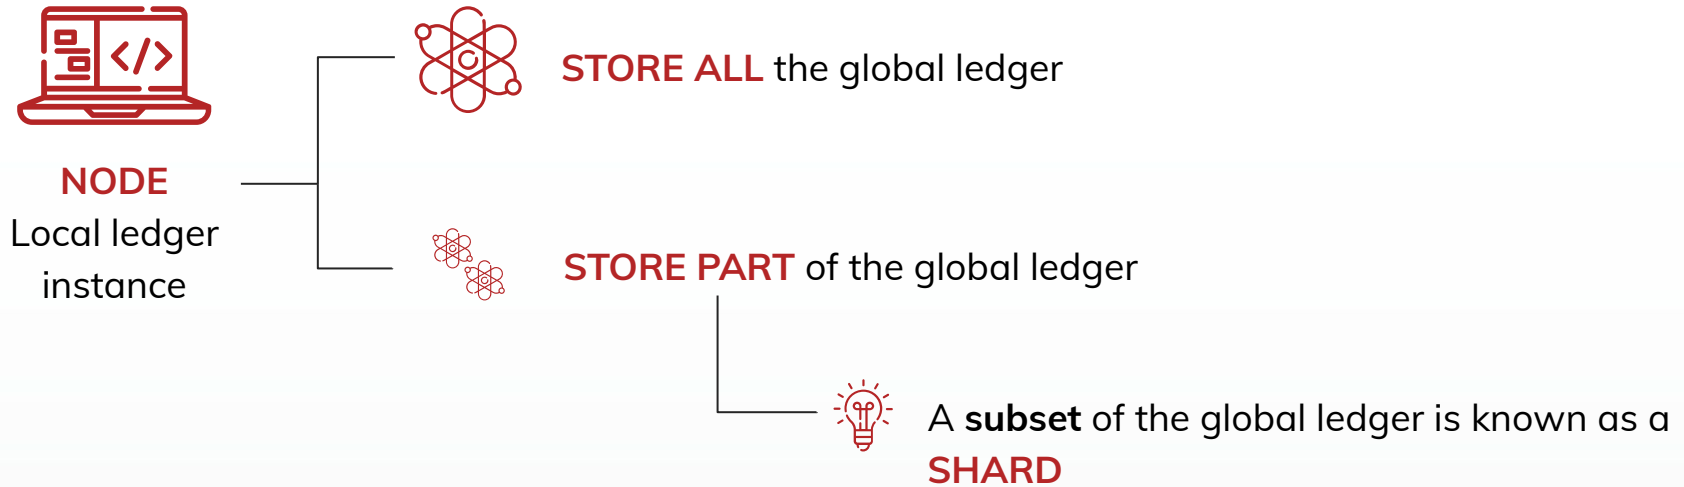 </>
STORE ALL the global ledger
NODE
Local ledger
instance
STORE PART of the global ledger
A subset of the global ledger is known as a
SHARD